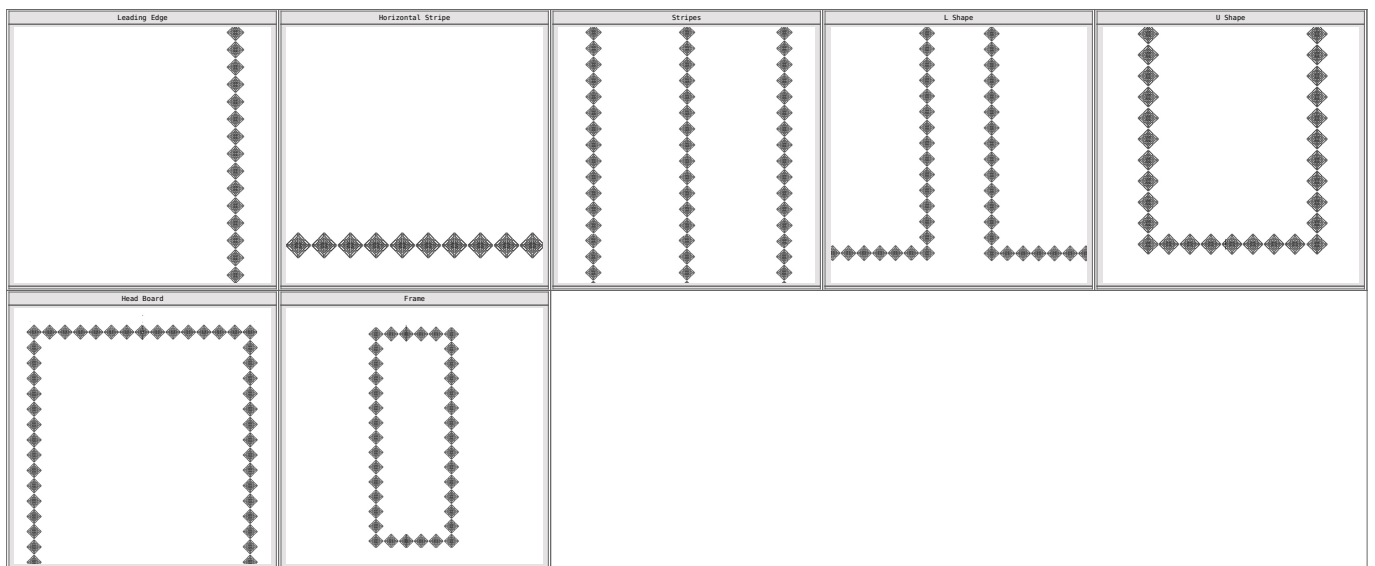 Leading Edge
Horizontal Stripe
Stripes
L Shape
U Shape
Head Board
Frame